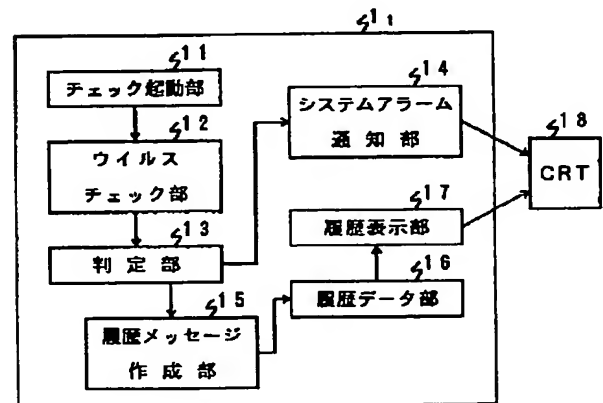 1₁
11
チェック起動部
12
ウイルス
チェック部
13
判定部
15
履歴メッセージ
作成部
14
システムアラーム
通知部
17
履歴表示部
16
履歴データ部
18
CRT